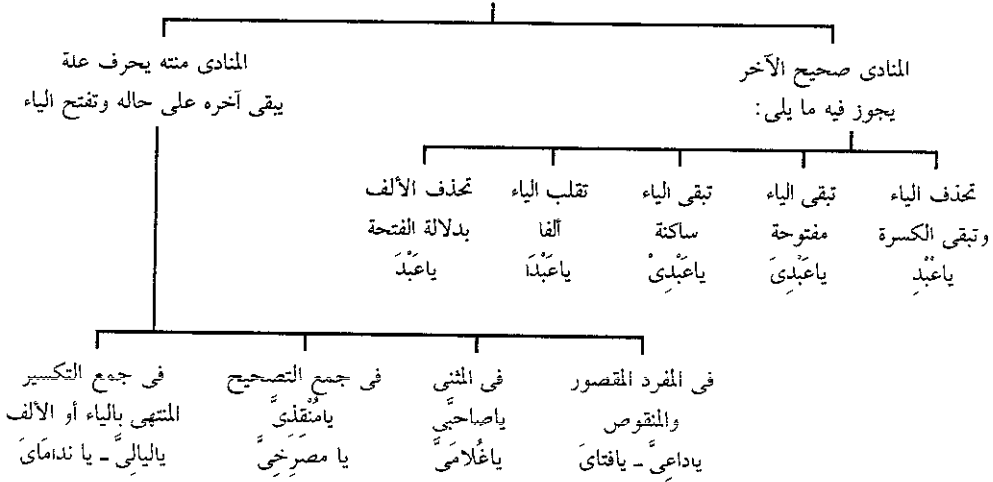 المنادى صحيح الآخر
يجوز فيه ما يلى:
تحذف الياء
وتبقى الكسرة
ياعَبْدِ
تبقى الياء
مفتوحة
ياعَبْدِىَ
تبقى الياء
ساكنة
ياعَبْدِىْ
تقلب الياء
ألفا
ياعَبْدَا
تحذف الألف
بدلالة الفتحة
ياعَبْدَ
المنادى منته يحرف علة
يبقى آخره على حاله وتفتح الياء
فى المفرد المقصور
والمنقوص
ياداعِىَّ ـ يافتاىَ
فى المثنى
ياصاحبَىَّ
ياغُلامَىَّ
فى جمع التصحيح
يامُنْقِذِىَّ
يا مصرِخِىَّ
فى جمع التكسير
المنتهى بالياء أو الألف
ياليالِىَّ ـ يا ندامَاىَ